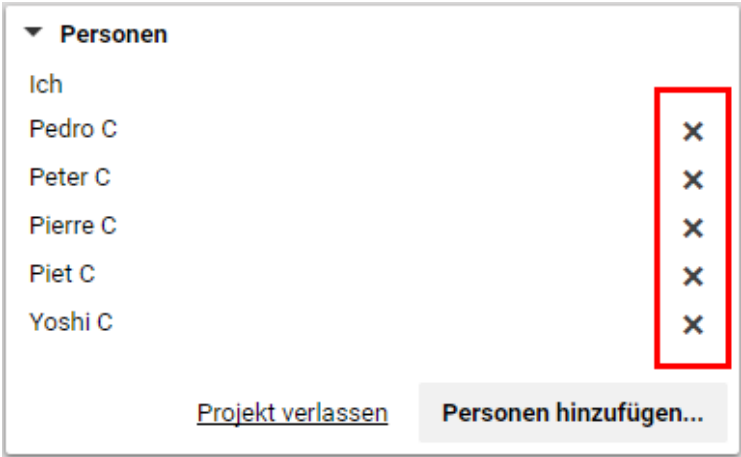 Personen
Ich
Pedro C
Peter C
Pierre C
Piet C
Yoshi C
Projekt verlassen Personen hinzufügen...